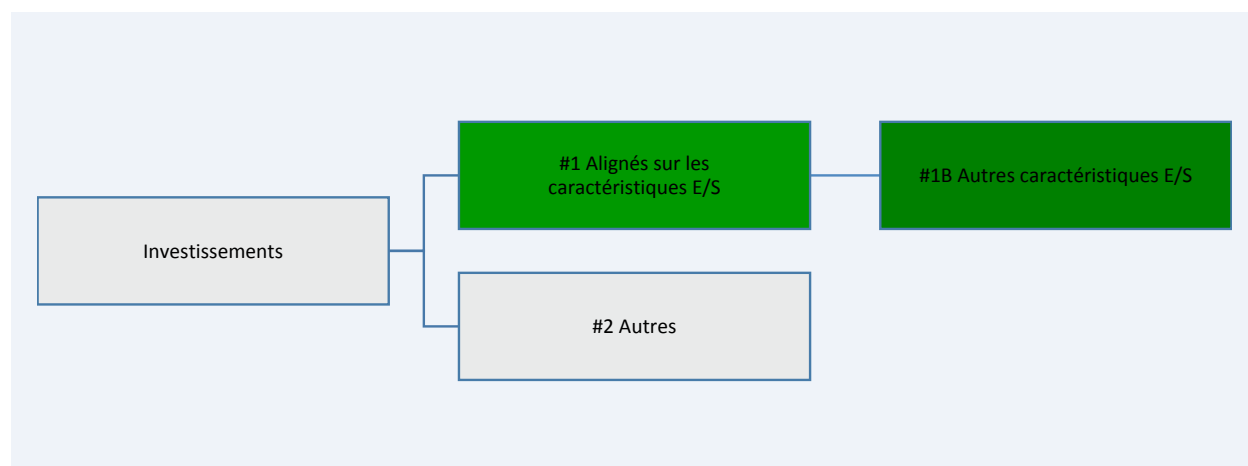 #1 Alignés sur les
caractéristiques E/S
#1B Autres caractéristiques E/S
Investissements
#2 Autres